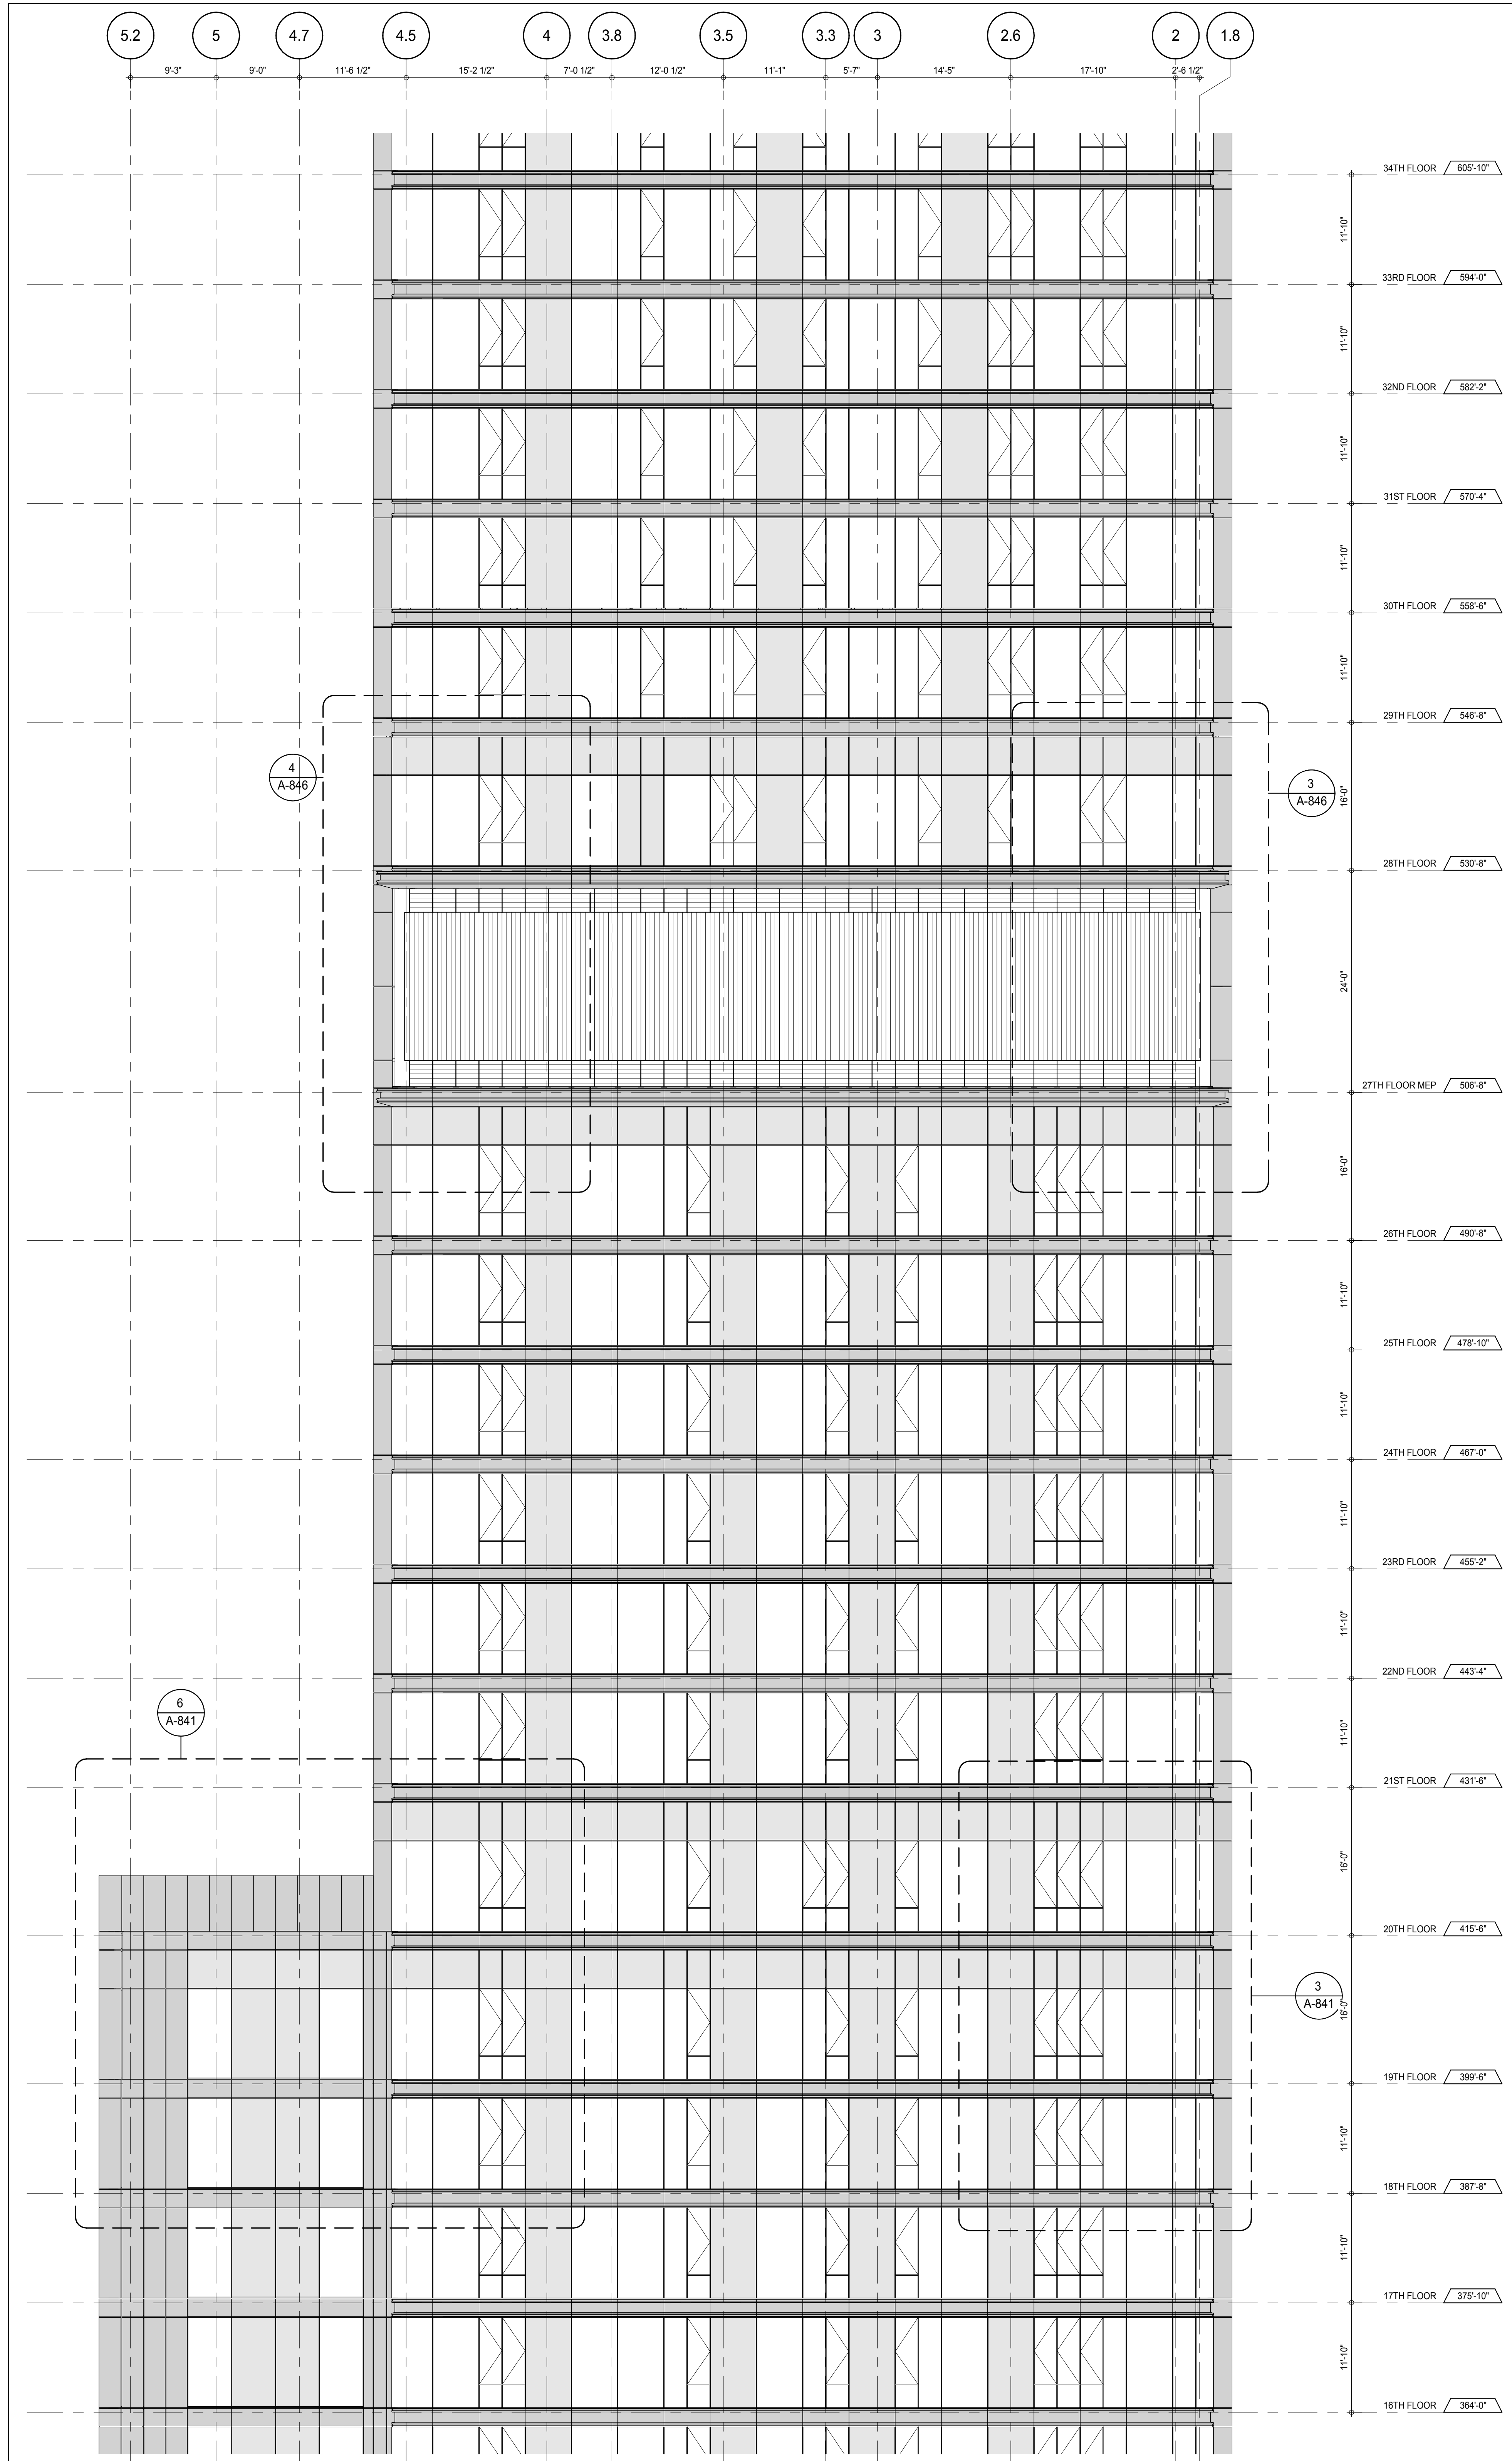 5.2 5 4.7 4.5 4 3.8 3.5 3.3 3 2.6 2 1.8
9'-3" 9'-0" 11'-6 1/2" 15'-2 1/2" 7'-0 1/2" 12'-0 1/2" 11'-1" 5'-7" 14'-5" 17'-10" 2'-6 1/2"
34TH FLOOR 605'-10"
11'-10"
33RD FLOOR 594'-0"
11'-10"
32ND FLOOR 582'-2"
11'-10"
31ST FLOOR 570'-4"
11'-10"
30TH FLOOR 558'-6"
11'-10"
29TH FLOOR 546'-8"
4
A-846
3
A-846
16'-0"
28TH FLOOR 530'-8"
24'-0"
27TH FLOOR MEP 506'-8"
16'-0"
26TH FLOOR 490'-8"
11'-10"
25TH FLOOR 478'-10"
11'-10"
24TH FLOOR 467'-0"
11'-10"
23RD FLOOR 455'-2"
11'-10"
22ND FLOOR 443'-4"
6
A-841
11'-10"
21ST FLOOR 431'-6"
16'-0"
20TH FLOOR 415'-6"
3
A-841
16'-0"
19TH FLOOR 399'-6"
11'-10"
18TH FLOOR 387'-8"
11'-10"
17TH FLOOR 375'-10"
11'-10"
16TH FLOOR 364'-0"